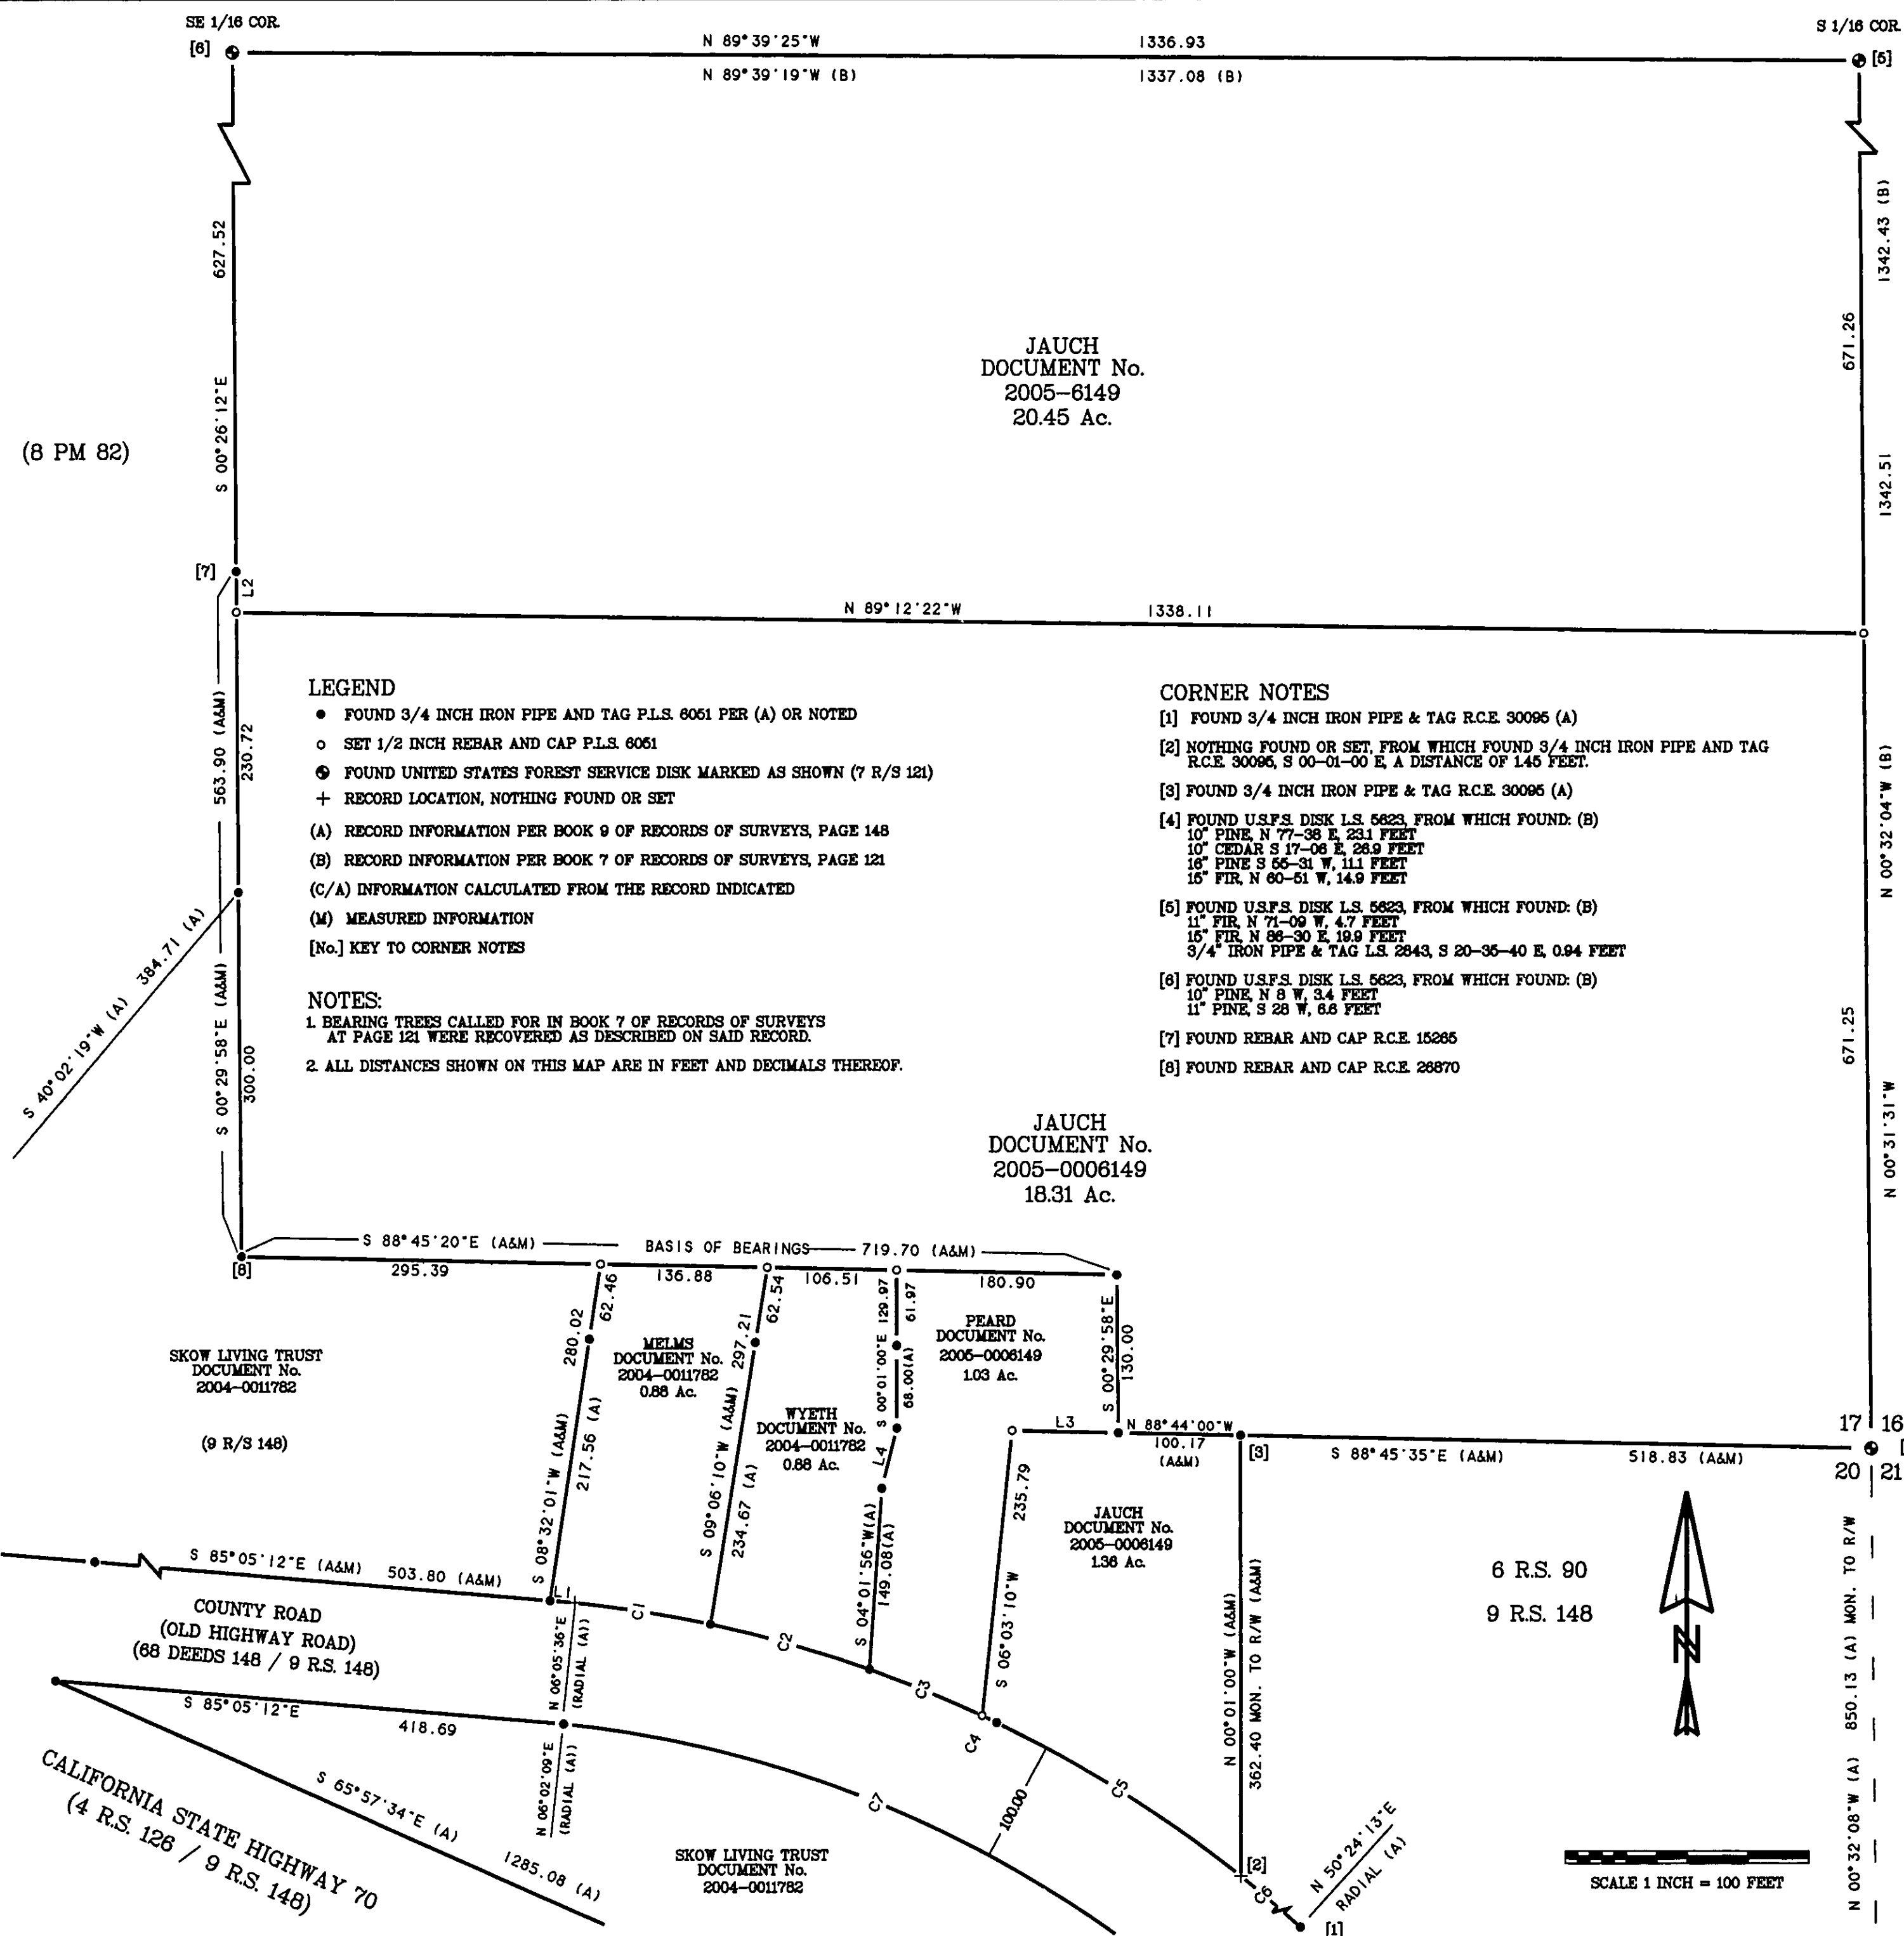 SE 1/16 COR.
S 1/16 COR.
[6]
N 89°39'25"W 1336.93
[5]
N 89°39'19"W (B) 1337.08 (B)
627.52
S 00°26'12"E
1342.43 (B)
671.26
JAUCH
DOCUMENT No.
2005-6149
20.45 Ac.
(8 PM 82)
1342.51
[7]
L2
N 89°12'22"W 1338.11
563.90 (A&M)
230.72
S 00°29'58"E (A&M)
300.00
S 40°02'19"W (A) 384.71 (A)
LEGEND
● FOUND 3/4 INCH IRON PIPE AND TAG P.L.S. 6051 PER (A) OR NOTED
○ SET 1/2 INCH REBAR AND CAP P.L.S. 6051
FOUND UNITED STATES FOREST SERVICE DISK MARKED AS SHOWN (7 R/S 121)
+ RECORD LOCATION, NOTHING FOUND OR SET
(A) RECORD INFORMATION PER BOOK 9 OF RECORDS OF SURVEYS, PAGE 148
(B) RECORD INFORMATION PER BOOK 7 OF RECORDS OF SURVEYS, PAGE 121
(C/A) INFORMATION CALCULATED FROM THE RECORD INDICATED
(M) MEASURED INFORMATION
[No.] KEY TO CORNER NOTES
NOTES:
1. BEARING TREES CALLED FOR IN BOOK 7 OF RECORDS OF SURVEYS
AT PAGE 121 WERE RECOVERED AS DESCRIBED ON SAID RECORD.
2. ALL DISTANCES SHOWN ON THIS MAP ARE IN FEET AND DECIMALS THEREOF.
CORNER NOTES
[1] FOUND 3/4 INCH IRON PIPE & TAG R.C.E. 30095 (A)
[2] NOTHING FOUND OR SET, FROM WHICH FOUND 3/4 INCH IRON PIPE AND TAG
R.C.E. 30095, S 00-01-00 E, A DISTANCE OF 1.45 FEET.
[3] FOUND 3/4 INCH IRON PIPE & TAG R.C.E. 30095 (A)
[4] FOUND U.S.F.S. DISK L.S. 5623, FROM WHICH FOUND: (B)
10" PINE, N 77-38 E, 23.1 FEET
10" CEDAR S 17-06 E, 26.9 FEET
16" PINE S 55-31 W, 11.1 FEET
15" FIR, N 60-51 W, 14.9 FEET
[5] FOUND U.S.F.S. DISK L.S. 5623, FROM WHICH FOUND: (B)
11" FIR, N 71-09 W, 4.7 FEET
15" FIR, N 86-30 E, 19.9 FEET
3/4" IRON PIPE & TAG L.S. 2843, S 20-35-40 E, 0.94 FEET
[6] FOUND U.S.F.S. DISK L.S. 5623, FROM WHICH FOUND: (B)
10" PINE, N 8 W, 3.4 FEET
11" PINE, S 28 W, 6.6 FEET
[7] FOUND REBAR AND CAP R.C.E. 15265
[8] FOUND REBAR AND CAP R.C.E. 26870
N 00°32'04"W (B)
671.25
N 00°31'31"W
JAUCH
DOCUMENT No.
2005-0006149
18.31 Ac.
S 88°45'20"E (A&M) BASIS OF BEARINGS 719.70 (A&M)
[8]
295.39
136.88
106.51
180.90
SKOW LIVING TRUST
DOCUMENT No.
2004-0011782
(9 R/S 148)
280.02
62.46
S 08°32'01"W (A&M)
217.56 (A)
MELMS
DOCUMENT No.
2004-0011782
0.88 Ac.
297.21
62.54
S 09°06'10"W (A&M)
234.67 (A)
WYETH
DOCUMENT No.
2004-0011782
0.88 Ac.
S 00°10'00"E 129.97
61.97
68.00(A)
L4
S 04°01'56"W(A)
149.08(A)
PEARD
DOCUMENT No.
2005-0006149
1.03 Ac.
S 00°29'58"E
130.00
L3
N 88°44'00"W
100.17
(A&M)
[3]
S 88°45'35"E (A&M) 518.83 (A&M)
17 16
[
20 21
235.79
S 06°03'10"W
JAUCH
DOCUMENT No.
2005-0006149
1.36 Ac.
N 00°01'00"W (A&M)
362.40 MON. TO R/W (A&M)
6 R.S. 90
9 R.S. 148
N
N 00°32'08"W (A) 850.13 (A) MON. TO R/W
S 85°05'12"E (A&M) 503.80 (A&M)
L1
C1
C2
C3
C4
C5
C6
C7
COUNTY ROAD
(OLD HIGHWAY ROAD)
(68 DEEDS 148 / 9 R.S. 148)
N 06°05'36"E
(RADIAL (A))
S 85°05'12"E 418.69
N 06°02'09"E
(RADIAL (A))
S 65°57'34"E (A) 1285.08 (A)
CALIFORNIA STATE HIGHWAY 70
(4 R.S. 126 / 9 R.S. 148)
SKOW LIVING TRUST
DOCUMENT No.
2004-0011782
100.00
[2]
N 50°24'13"E
RADIAL (A)
[1]
SCALE 1 INCH = 100 FEET